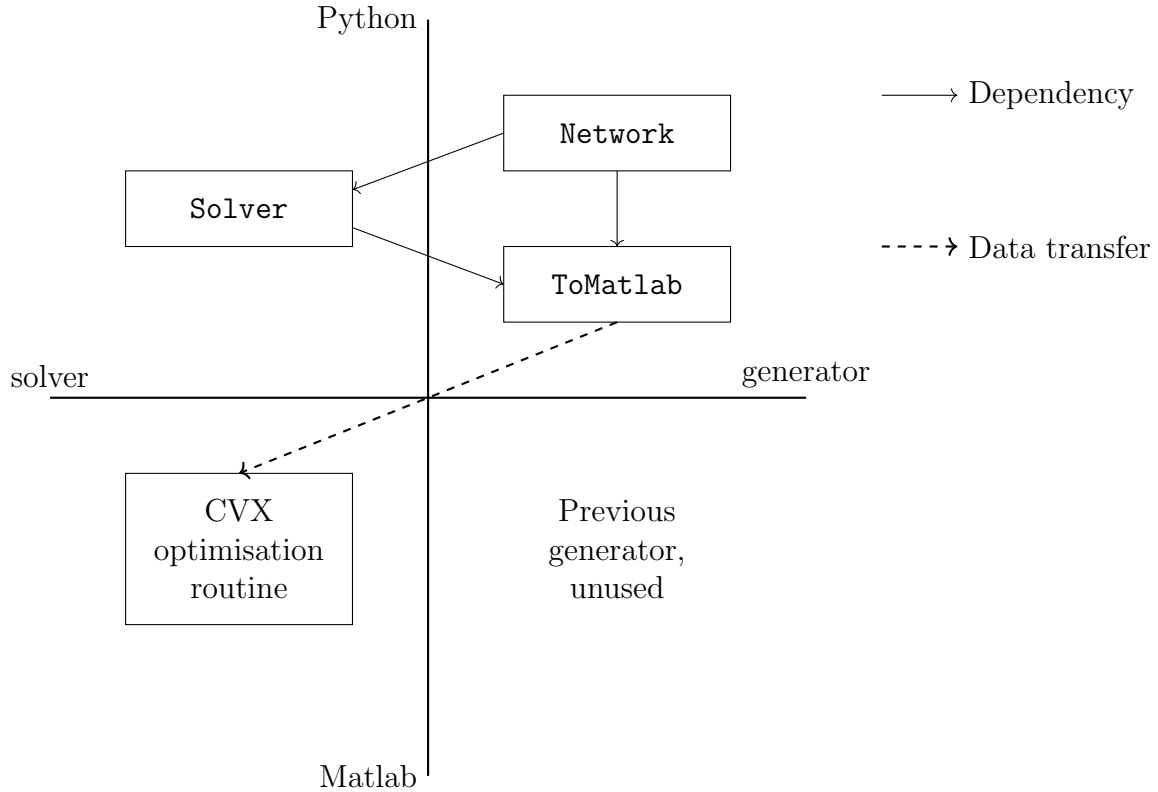 Python
Network
Dependency
Solver
ToMatlab
Data transfer
solver
generator
CVX
optimisation
routine
Previous
generator,
unused
Matlab